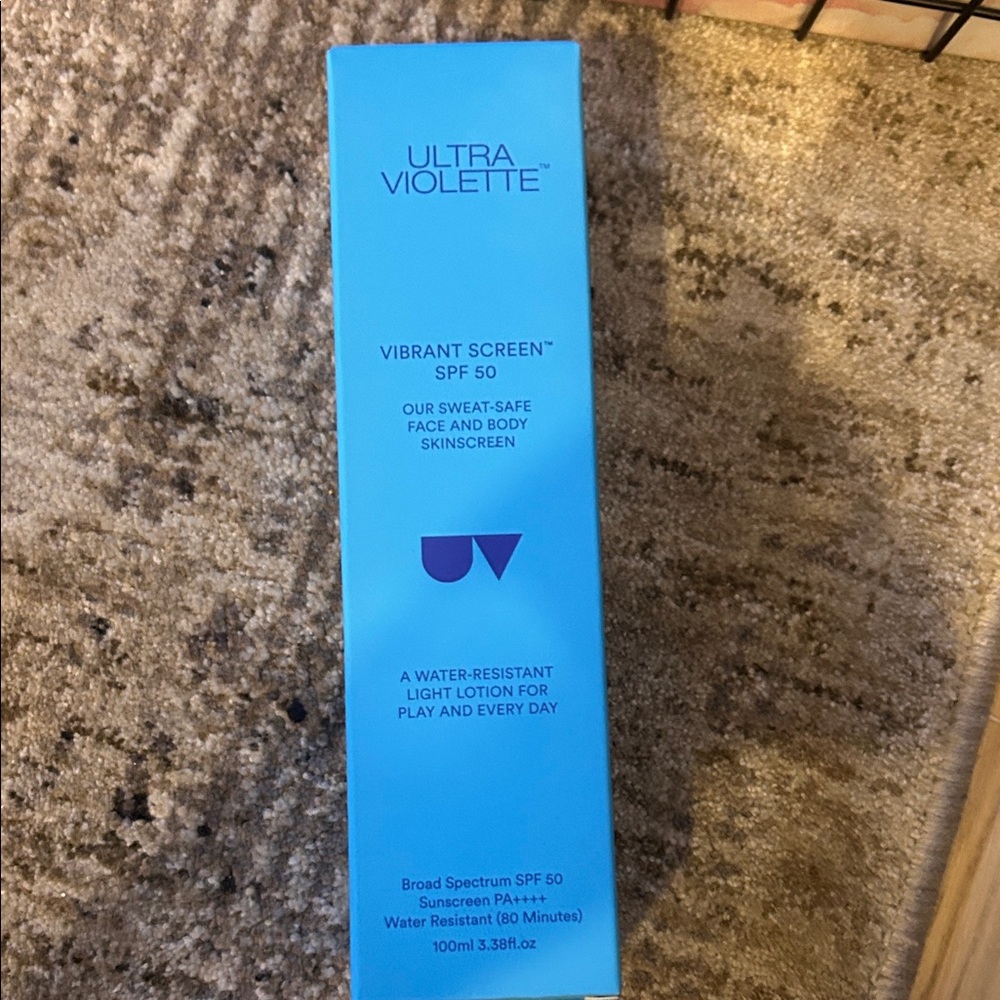 ULTRA
VIOLETTE™
VIBRANT SCREEN™
SPF 50
OUR SWEAT-SAFE
FACE AND BODY
SKINSCREEN
UV
A WATER-RESISTANT
LIGHT LOTION FOR
PLAY AND EVERY DAY
Broad Spectrum SPF 50
Sunscreen PA++++
Water Resistant (80 Minutes)
100ml 3.38fl.oz